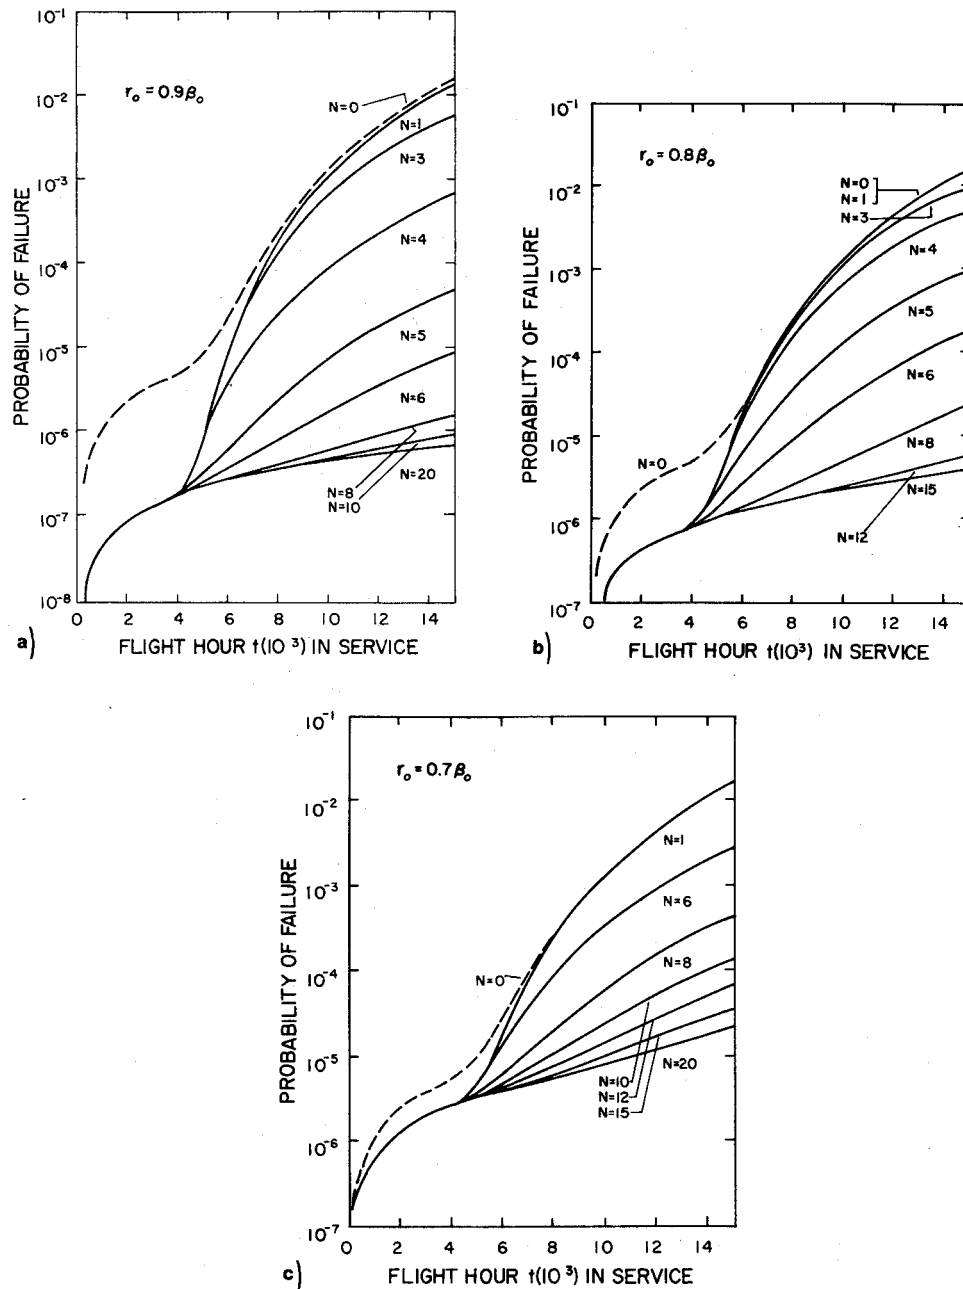 10⁻¹
10⁻²
10⁻³
10⁻⁴
10⁻⁵
10⁻⁶
10⁻⁷
10⁻⁸
PROBABILITY OF FAILURE
rₒ = 0.9βₒ
N=0
N=1
N=3
N=4
N=5
N=6
N=20
N=8
N=10
0 2 4 6 8 10 12 14
a) FLIGHT HOUR t(10³) IN SERVICE
10⁻¹
10⁻²
10⁻³
10⁻⁴
10⁻⁵
10⁻⁶
10⁻⁷
PROBABILITY OF FAILURE
rₒ = 0.8βₒ
N=0
N=1
N=3
N=4
N=5
N=6
N=8
N=0
N=15
N=12
0 2 4 6 8 10 12 14
b) FLIGHT HOUR t(10³) IN SERVICE
10⁻¹
10⁻²
10⁻³
10⁻⁴
10⁻⁵
10⁻⁶
10⁻⁷
PROBABILITY OF FAILURE
rₒ = 0.7βₒ
N=1
N=6
N=8
N=0
N=20
N=10
N=12
N=15
0 2 4 6 8 10 12 14
c) FLIGHT HOUR t(10³) IN SERVICE